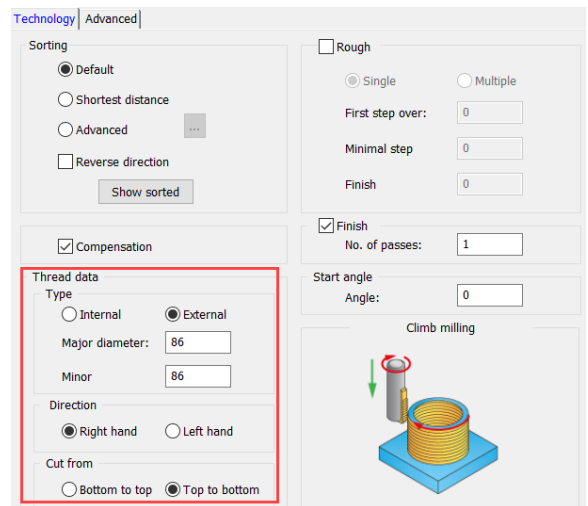 Technology Advanced
Sorting
Default
Shortest distance
Advanced ...
Reverse direction
Show sorted
Compensation
Thread data
Type
Internal External
Major diameter: 86
Minor 86
Direction
Right hand Left hand
Cut from
Bottom to top Top to bottom
Rough
Single Multiple
First step over: 0
Minimal step 0
Finish 0
Finish
No. of passes: 1
Start angle
Angle: 0
Climb milling